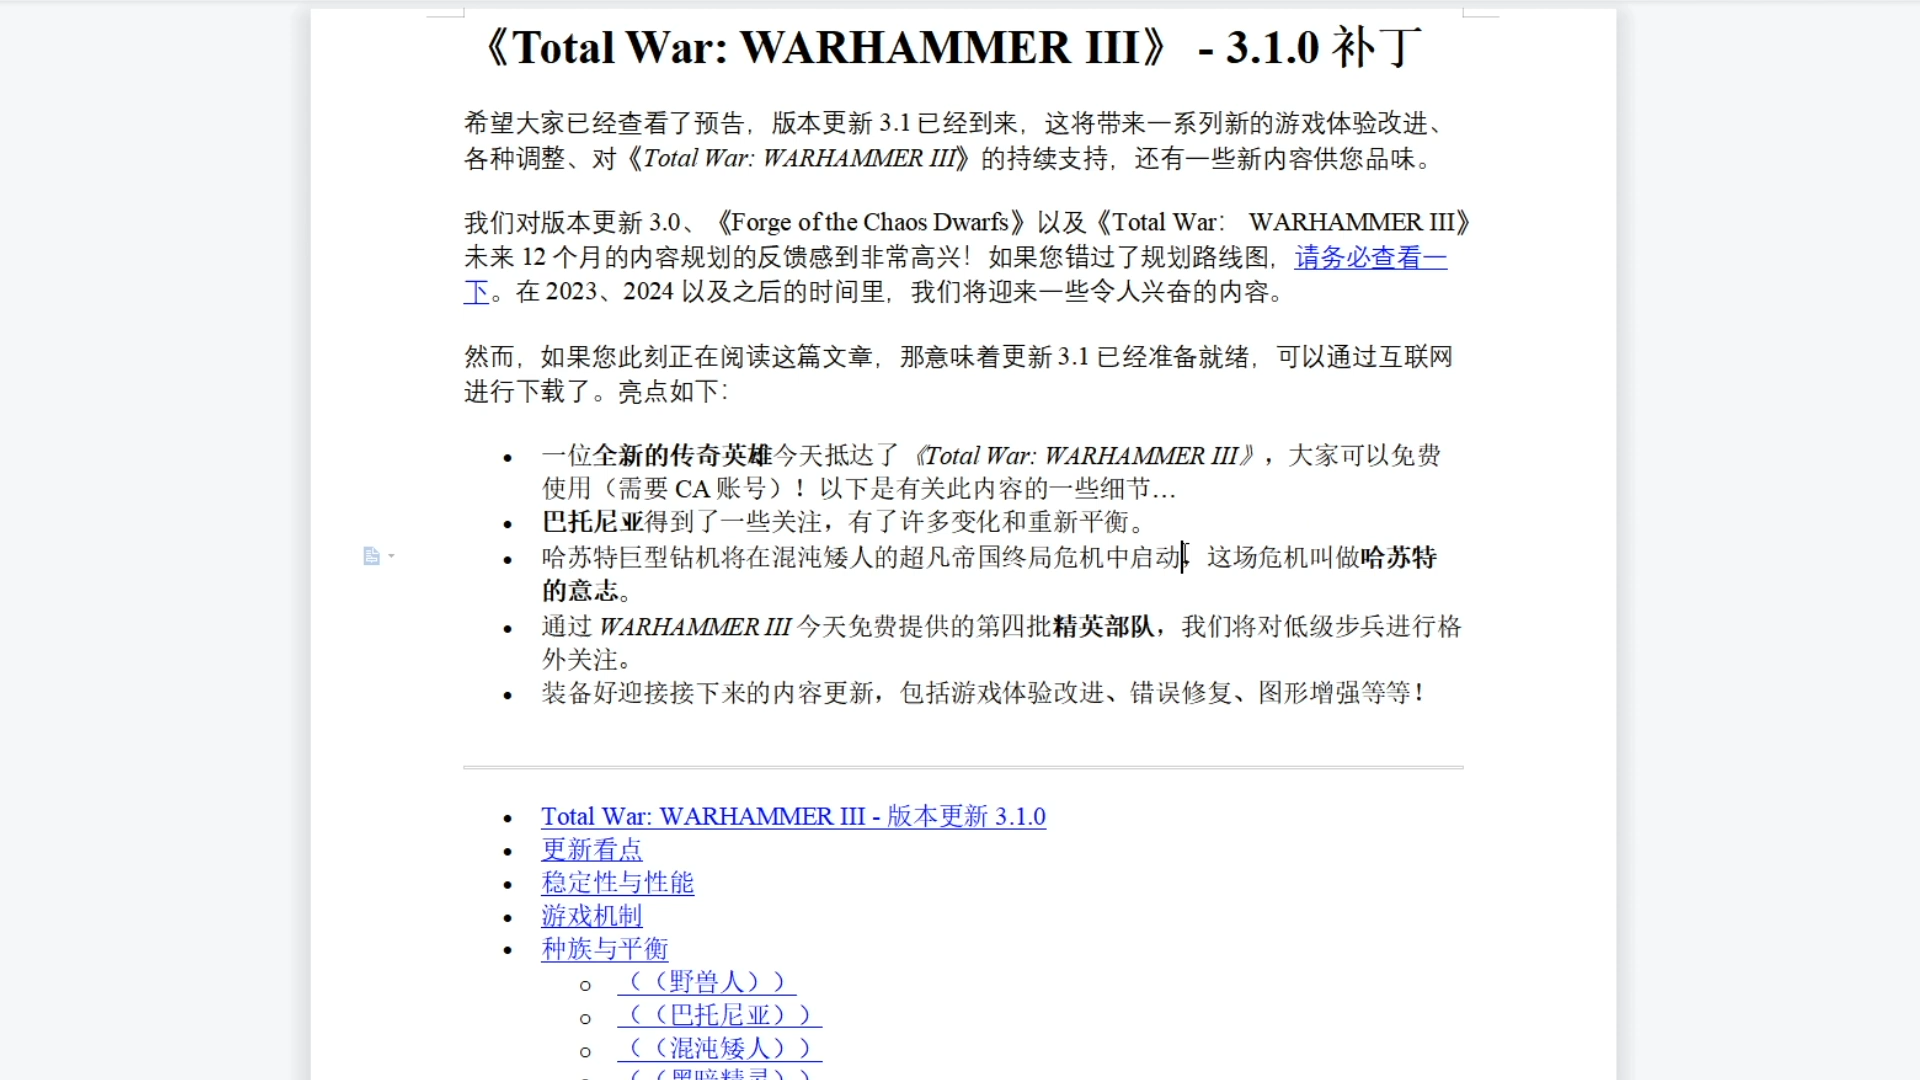 《Total War: WARHAMMER III》 - 3.1.0 补丁
希望大家已经查看了预告，版本更新 3.1 已经到来，这将带来一系列新的游戏体验改进、
各种调整、对《Total War: WARHAMMER III》的持续支持，还有一些新内容供您品味。
我们对版本更新 3.0、《Forge of the Chaos Dwarfs》以及《Total War： WARHAMMER III》
未来 12 个月的内容规划的反馈感到非常高兴！如果您错过了规划路线图，请务必查看一
下。在 2023、2024 以及之后的时间里，我们将迎来一些令人兴奋的内容。
然而，如果您此刻正在阅读这篇文章，那意味着更新 3.1 已经准备就绪，可以通过互联网
进行下载了。亮点如下：
• 一位全新的传奇英雄今天抵达了《Total War: WARHAMMER III》，大家可以免费
使用（需要 CA 账号）！以下是有关此内容的一些细节…
• 巴托尼亚得到了一些关注，有了许多变化和重新平衡。
• 哈苏特巨型钻机将在混沌矮人的超凡帝国终局危机中启动，这场危机叫做哈苏特
的意志。
• 通过 WARHAMMER III 今天免费提供的第四批精英部队，我们将对低级步兵进行格
外关注。
• 装备好迎接接下来的内容更新，包括游戏体验改进、错误修复、图形增强等等！
• Total War: WARHAMMER III - 版本更新 3.1.0
• 更新看点
• 稳定性与性能
• 游戏机制
• 种族与平衡
o （（野兽人））
o （（巴托尼亚））
o （（混沌矮人））
（（黑暗精灵））